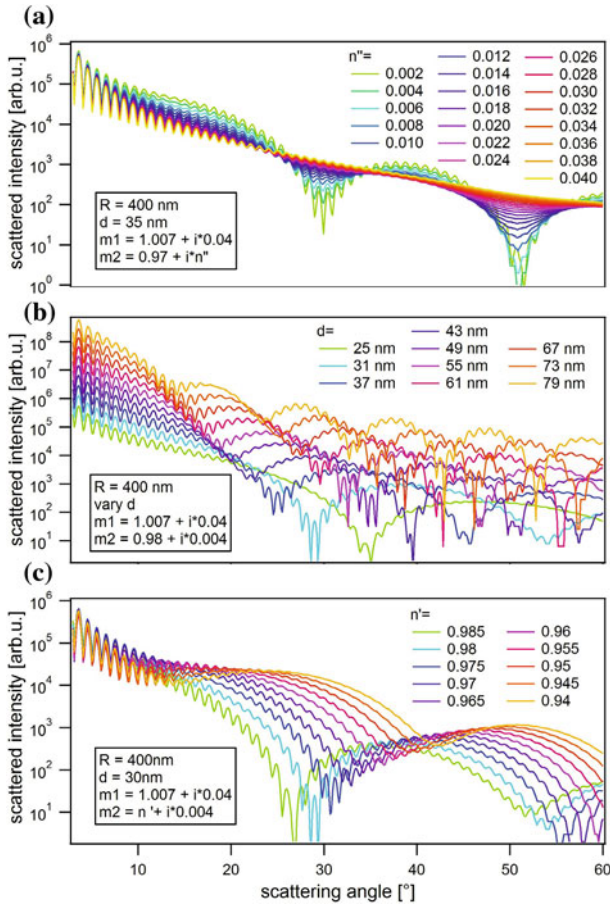 (a)
scattered intensity [arb.u.]
10^6
10^5
10^4
10^3
10^2
10^1
10^0
n"=
0.002
0.004
0.006
0.008
0.010
0.012
0.014
0.016
0.018
0.020
0.022
0.024
0.026
0.028
0.030
0.032
0.034
0.036
0.038
0.040
R = 400 nm
d = 35 nm
m1 = 1.007 + i*0.04
m2 = 0.97 + i*n"
(b)
scattered intensity [arb.u.]
10^8
10^7
10^6
10^5
10^4
10^3
10^2
10^1
d=
25 nm
31 nm
37 nm
43 nm
49 nm
55 nm
61 nm
67 nm
73 nm
79 nm
R = 400 nm
vary d
m1 = 1.007 + i*0.04
m2 = 0.98 + i*0.004
(c)
scattered intensity [arb.u.]
10^6
10^5
10^4
10^3
10^2
10^1
n'=
0.985
0.98
0.975
0.97
0.965
0.96
0.955
0.95
0.945
0.94
R = 400nm
d = 30nm
m1 = 1.007 + i*0.04
m2 = n '+ i*0.004
10 20 30 40 50 60
scattering angle [°]